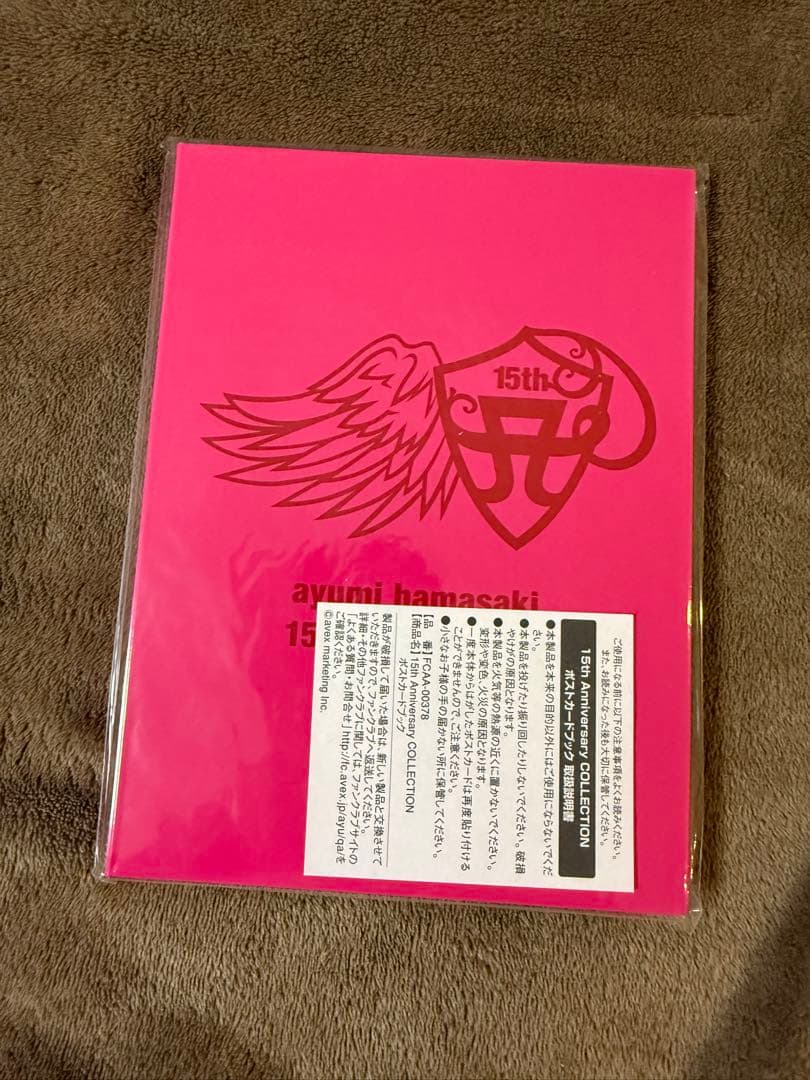 15th
ayumi hamasaki
15
ご使用になる前に以下の注意事項をよくお読みください。
また、お読みになった後も大切に保管してください。
15th Anniversary COLLECTION
ポストカードブック 取扱説明書
●本製品を本来の目的以外にはご使用にならないでくだ
さい。
●本製品を投げたり振り回したりしないでください。破損
やけがの原因となります。
●本製品を火気等の熱源の近くに置かないでください。
変形や変色、火災の原因となります。
●一度本体からはがしたポストカードは再度貼り付ける
ことができませんので、ご注意ください。
●小さなお子様の手の届かない所に保管してください。
【品 番】FCAA-00378
【商品名】15th Anniversary COLLECTION
ポストカードブック
製品が破損して届いた場合は、新しい製品と交換させて
いただきますので、ファンクラブへ返送してください。
詳細・その他ファンクラブに関しては、ファンクラブサイトの
「よくある質問・お問合せ」http://fc.avex.jp/ayu/qa/を
ご確認ください。
©avex marketing Inc.